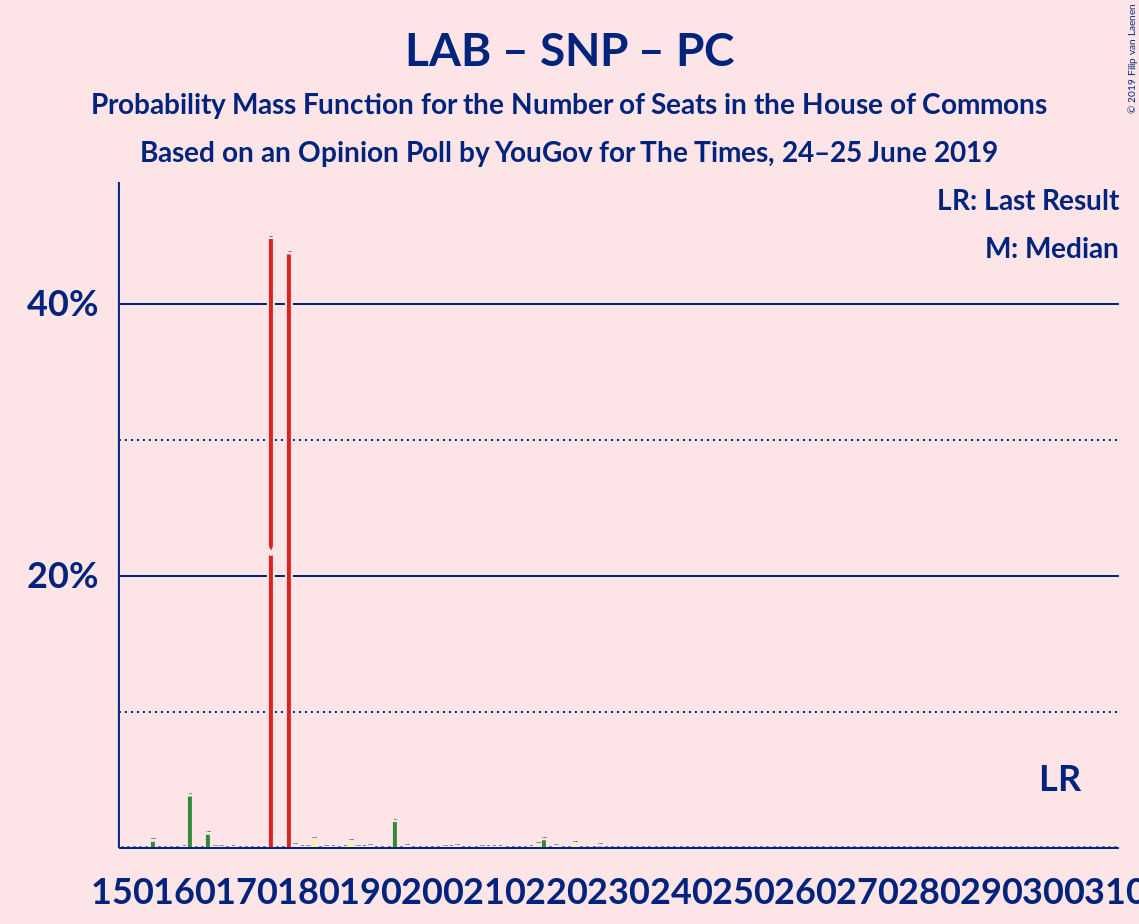 LAB – SNP – PC
Probability Mass Function for the Number of Seats in the House of Commons
Based on an Opinion Poll by YouGov for The Times, 24–25 June 2019
© 2019 Filip van Laenen
LR: Last Result
M: Median
40%
20%
LR
150 160 170 180 190 200 210 220 230 240 250 260 270 280 290 300 310